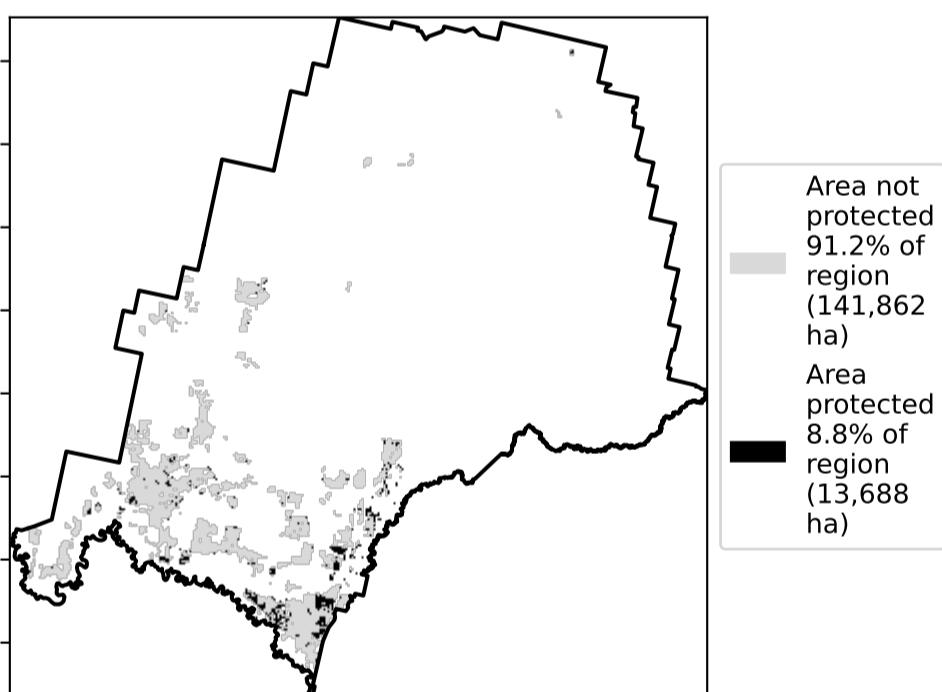 Area not
protected
91.2% of
region
(141,862
ha)
Area
protected
8.8% of
region
(13,688
ha)